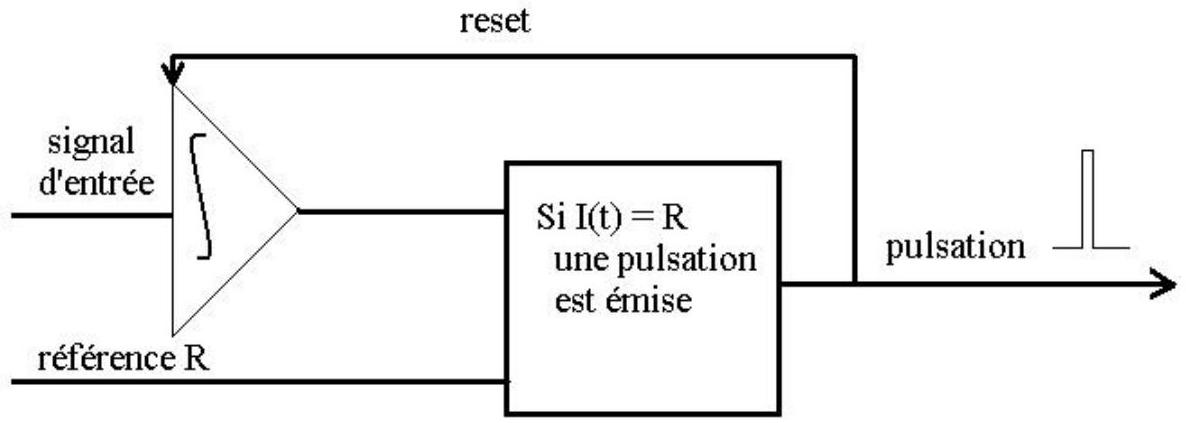 reset
signal
d'entrée
Si I(t) = R
une pulsation
est émise
pulsation
référence R